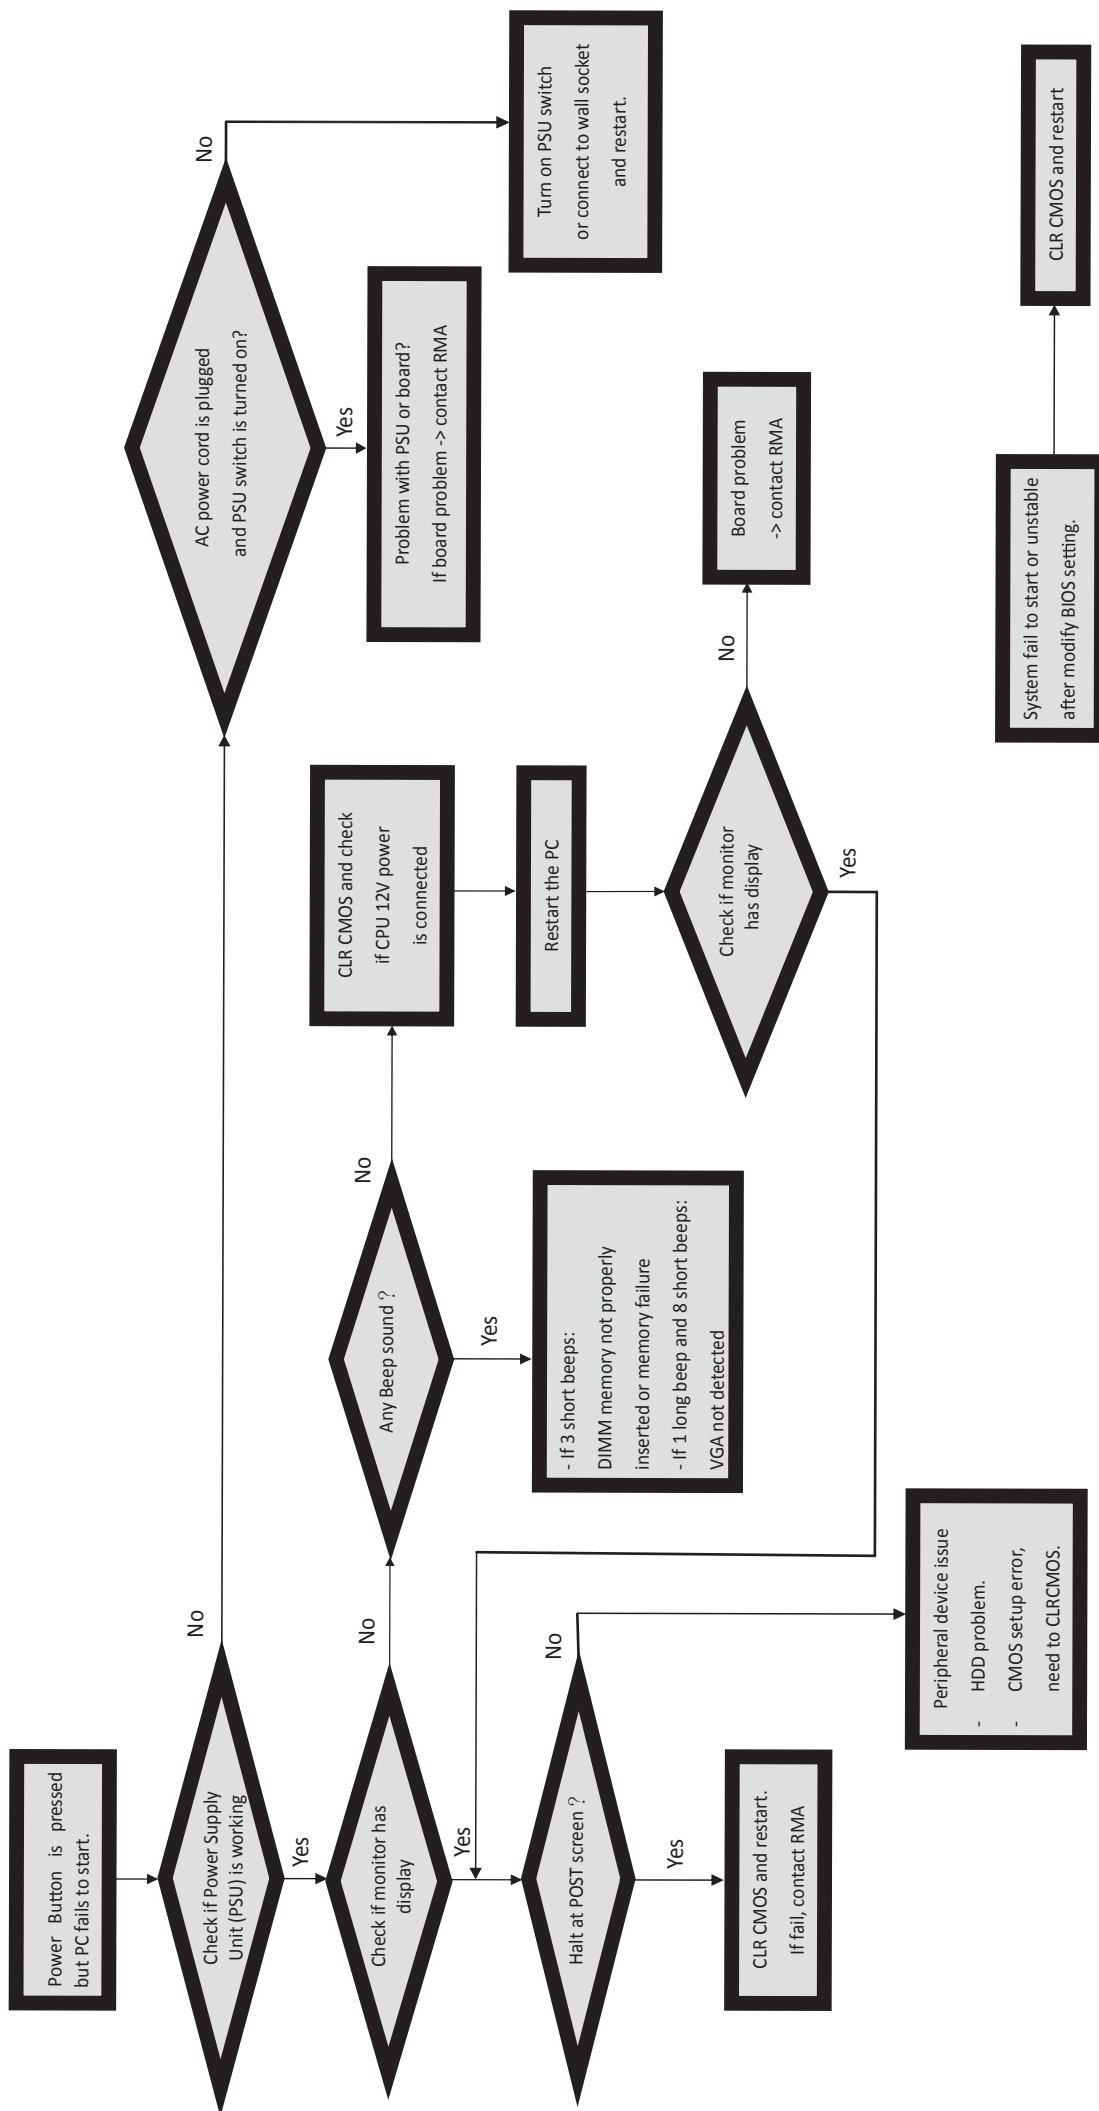 Power Button is pressed
but PC fails to start.
Check if Power Supply
Unit (PSU) is working
No
Yes
AC power cord is plugged
and PSU switch is turned on?
No
Yes
Turn on PSU switch
or connect to wall socket
and restart.
Problem with PSU or board?
If board problem -> contact RMA
Check if monitor has
display
No
Yes
Any Beep sound?
No
Yes
- If 3 short beeps:
DIMM memory not properly
inserted or memory failure
- If 1 long beep and 8 short beeps:
VGA not detected
CLR CMOS and check
if CPU 12V power
is connected
Restart the PC
Check if monitor
has display
No
Yes
Board problem
-> contact RMA
Halt at POST screen?
No
Yes
CLR CMOS and restart.
If fail, contact RMA
Peripheral device issue
- HDD problem.
- CMOS setup error,
need to CLRCMOS.
System fail to start or unstable
after modify BIOS setting.
CLR CMOS and restart